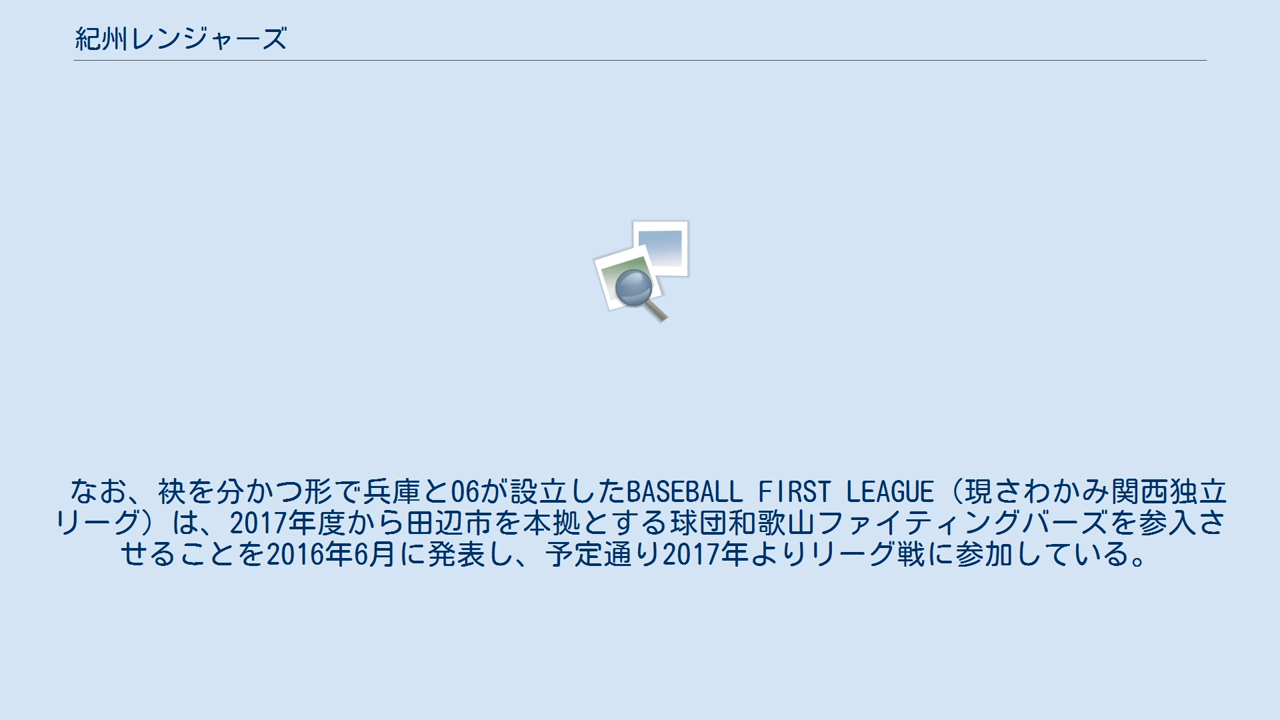 紀州レンジャーズ
なお、袂を分かつ形で兵庫と06が設立したBASEBALL FIRST LEAGUE（現さわかみ関西独立
リーグ）は、2017年度から田辺市を本拠とする球団和歌山ファイティングバーズを参入さ
せることを2016年6月に発表し、予定通り2017年よりリーグ戦に参加している。